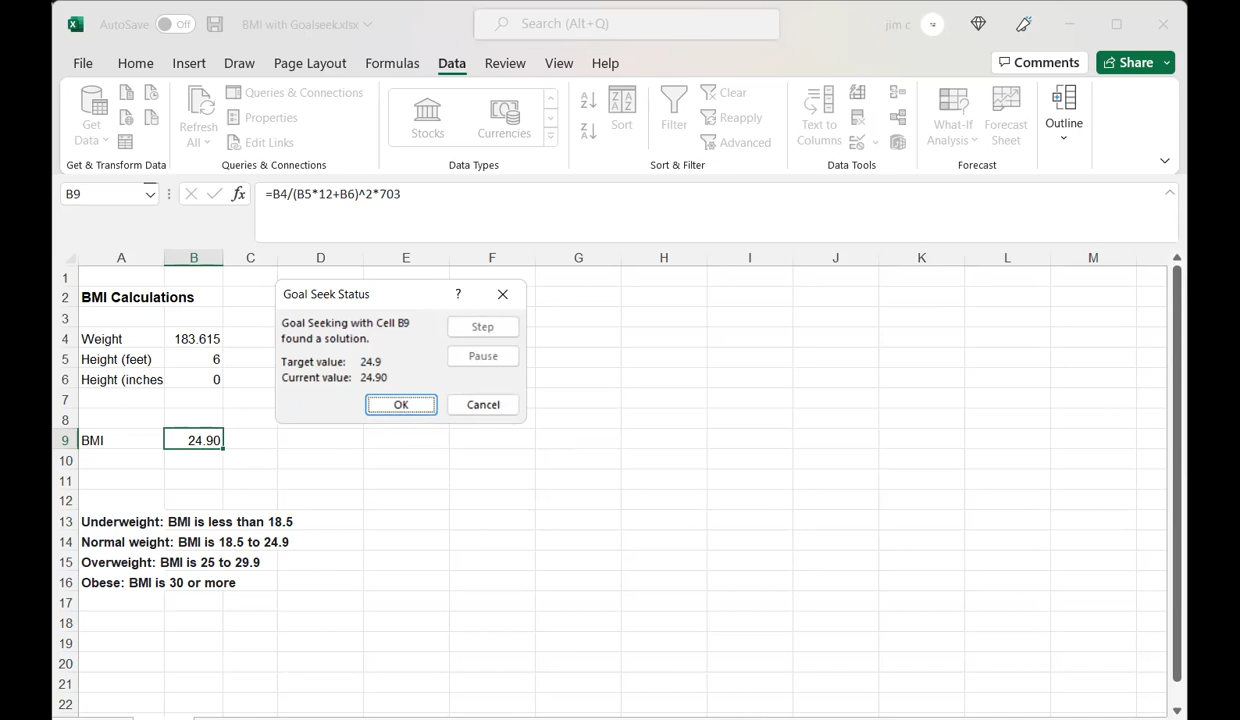 AutoSave Off BMI with Goalseek.xlsx Search (Alt+Q) jim c
File Home Insert Draw Page Layout Formulas Data Review View Help Comments Share
Get Data
Refresh All
Queries & Connections
Properties
Edit Links
Stocks Currencies
Sort
Filter
Clear
Reapply
Advanced
Text to Columns
What-If Analysis
Forecast Sheet
Outline
Get & Transform Data Queries & Connections Data Types Sort & Filter Data Tools Forecast
B9 fx =B4/(B5*12+B6)^2*703
A B C D E F G H I J K L M
1
2 BMI Calculations
3
4 Weight 183.615
5 Height (feet) 6
6 Height (inches 0
7
8
9 BMI 24.90
10
11
12
13 Underweight: BMI is less than 18.5
14 Normal weight: BMI is 18.5 to 24.9
15 Overweight: BMI is 25 to 29.9
16 Obese: BMI is 30 or more
17
18
19
20
21
22
Goal Seek Status ?
Goal Seeking with Cell B9
found a solution.
Target value: 24.9
Current value: 24.90
Step
Pause
OK Cancel